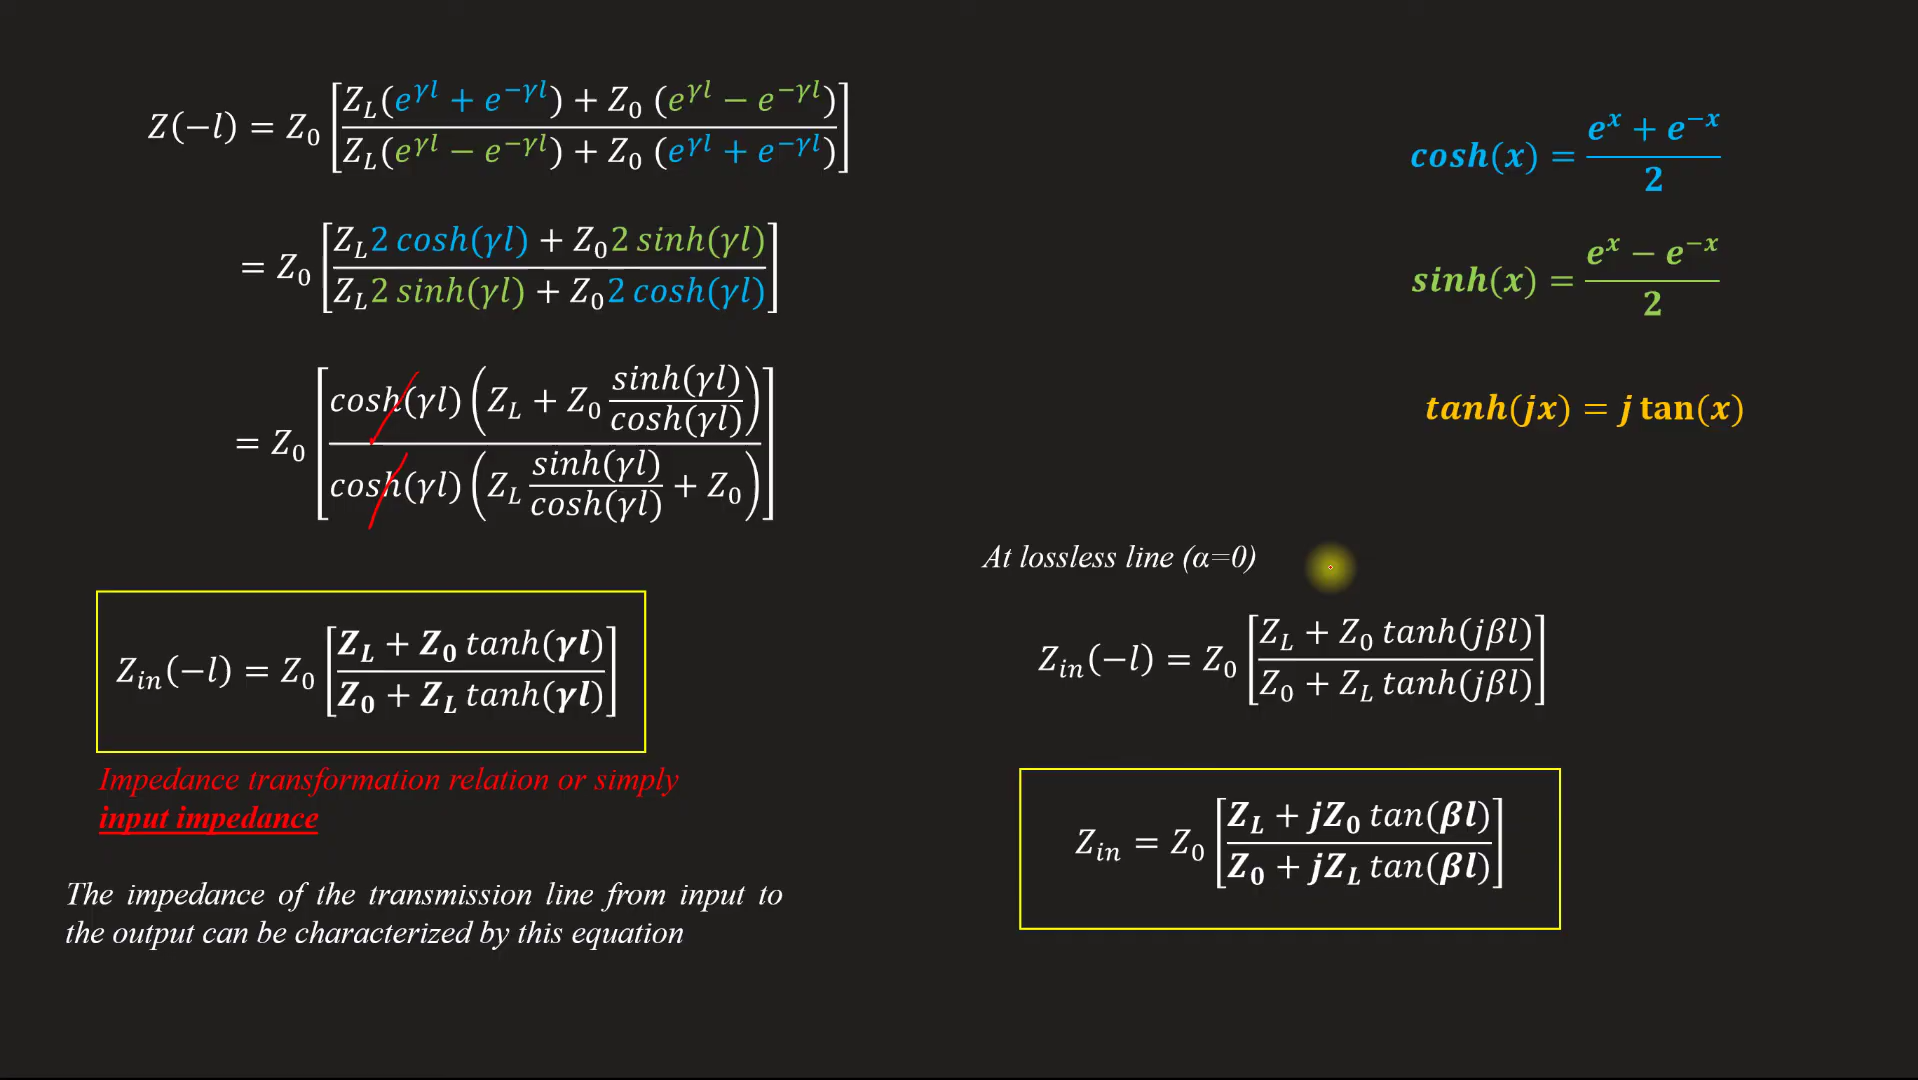 Z(−l) = Z₀ [ (Z_L(e^{γl} + e^{−γl}) + Z₀ (e^{γl} − e^{−γl})) / (Z_L(e^{γl} − e^{−γl}) + Z₀ (e^{γl} + e^{−γl})) ]
= Z₀ [ (Z_L 2 cosh(γl) + Z₀ 2 sinh(γl)) / (Z_L 2 sinh(γl) + Z₀ 2 cosh(γl)) ]
= Z₀ [ cosh(γl) (Z_L + Z₀ sinh(γl)/cosh(γl)) / cosh(γl) (Z_L sinh(γl)/cosh(γl) + Z₀) ]
Z_in(−l) = Z₀ [ (Z_L + Z₀ tanh(γl)) / (Z₀ + Z_L tanh(γl)) ]
Impedance transformation relation or simply
input impedance
The impedance of the transmission line from input to
the output can be characterized by this equation
cosh(x) = (e^x + e^{−x}) / 2
sinh(x) = (e^x − e^{−x}) / 2
tanh(jx) = j tan(x)
At lossless line (α=0)
Z_in(−l) = Z₀ [ (Z_L + Z₀ tanh(jβl)) / (Z₀ + Z_L tanh(jβl)) ]
Z_in = Z₀ [ (Z_L + jZ₀ tan(βl)) / (Z₀ + jZ_L tan(βl)) ]